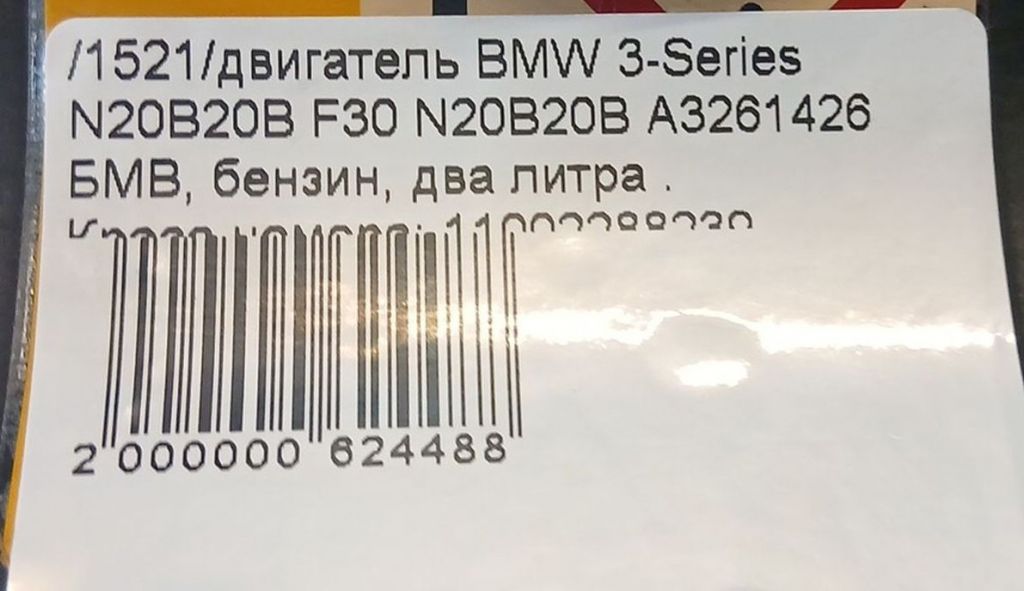 /1521/двигатель BMW 3-Series
N20B20B F30 N20B20B A3261426
БМВ, бензин, два литра .
2 000000 624488